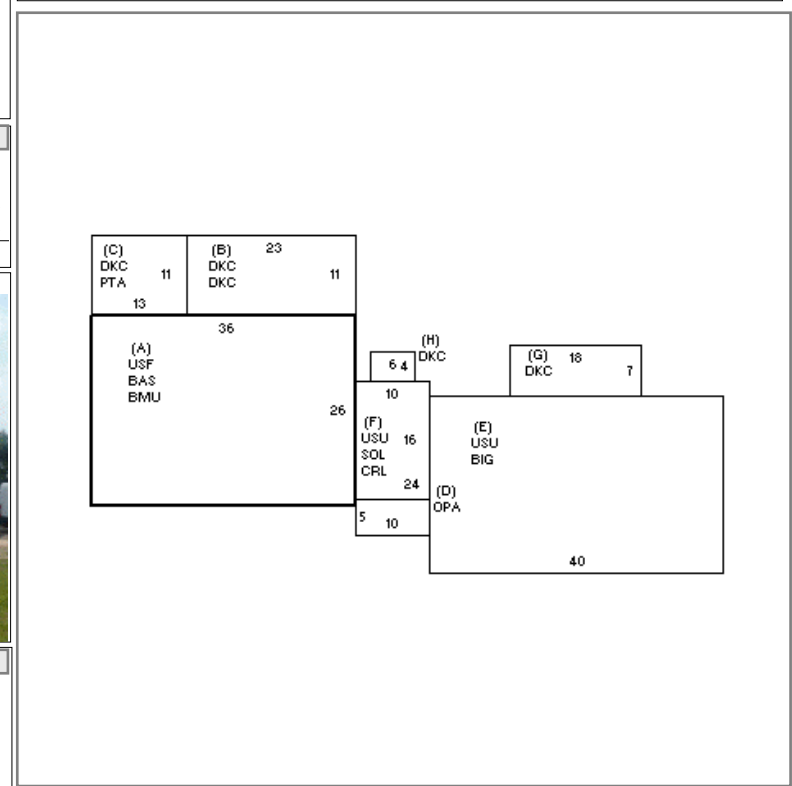 (C)
DKC
PTA
11
13
(B)
DKC
DKC
23
11
36
(A)
USF
BAS
BMU
26
(H)
DKC
6 4
10
(F)
USU
SOL
CRL
16
24
5
10
(D)
OPA
(G)
DKC
18
7
(E)
USU
BIG
40